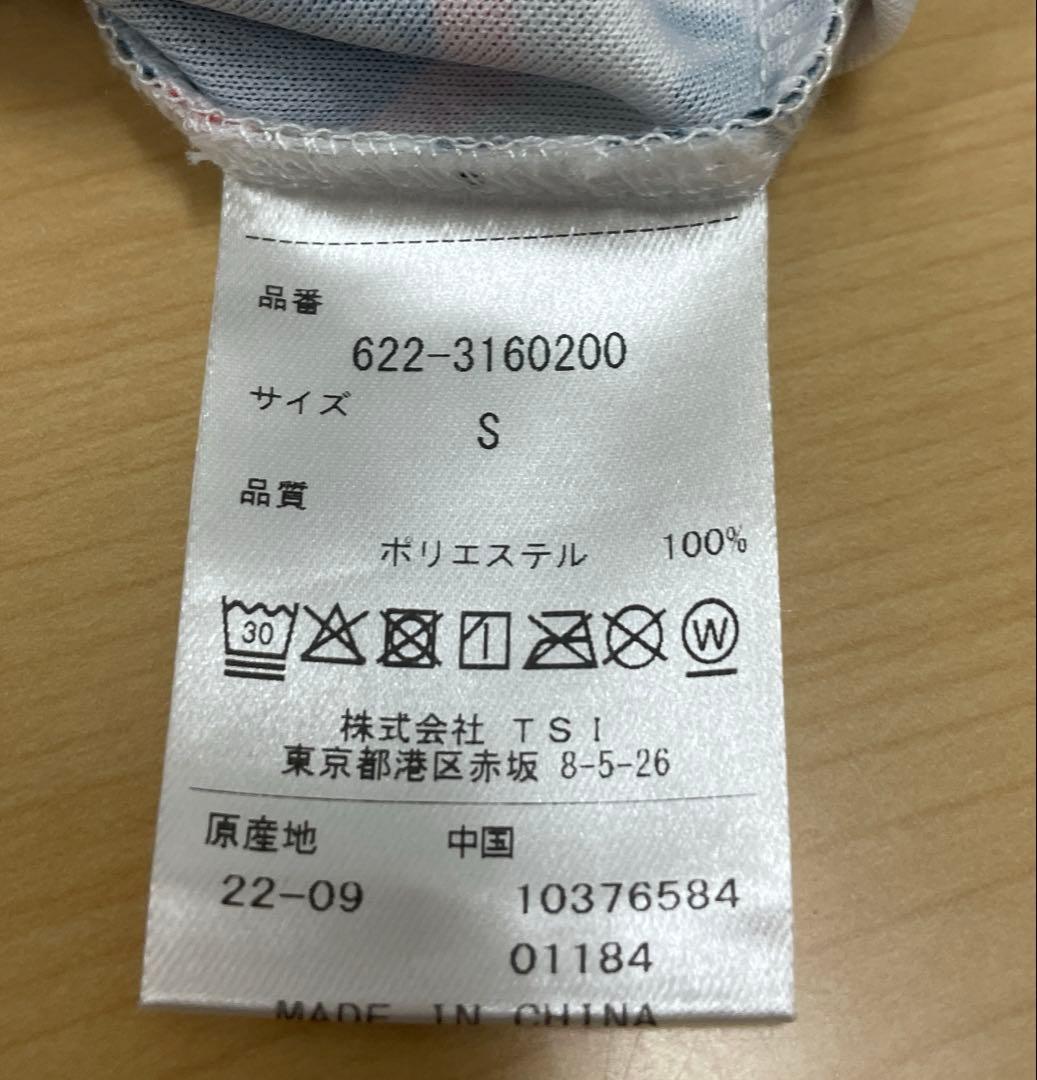 品番
622-3160200
サイズ
S
品質
ポリエステル 100%
30 W
株式会社 TSI
東京都港区赤坂 8-5-26
原産地 中国
22-09 10376584
01184
MADE IN CHINA